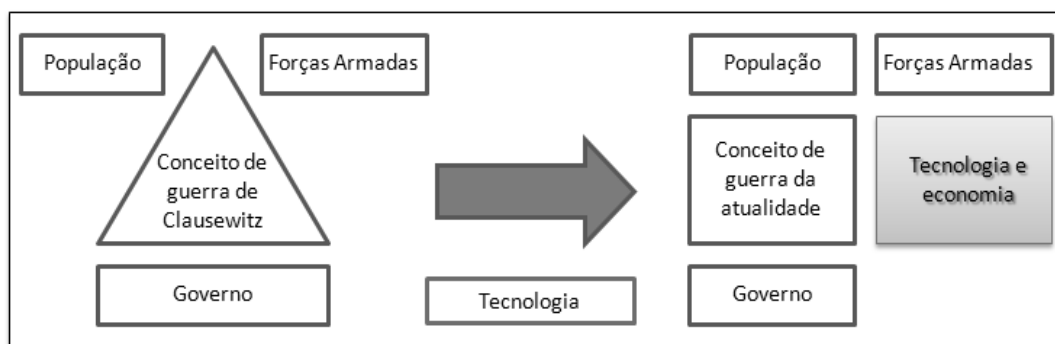 População
Forças Armadas
Conceito de
guerra de
Clausewitz
Governo
Tecnologia
População
Forças Armadas
Conceito de
guerra da
atualidade
Tecnologia e
economia
Governo